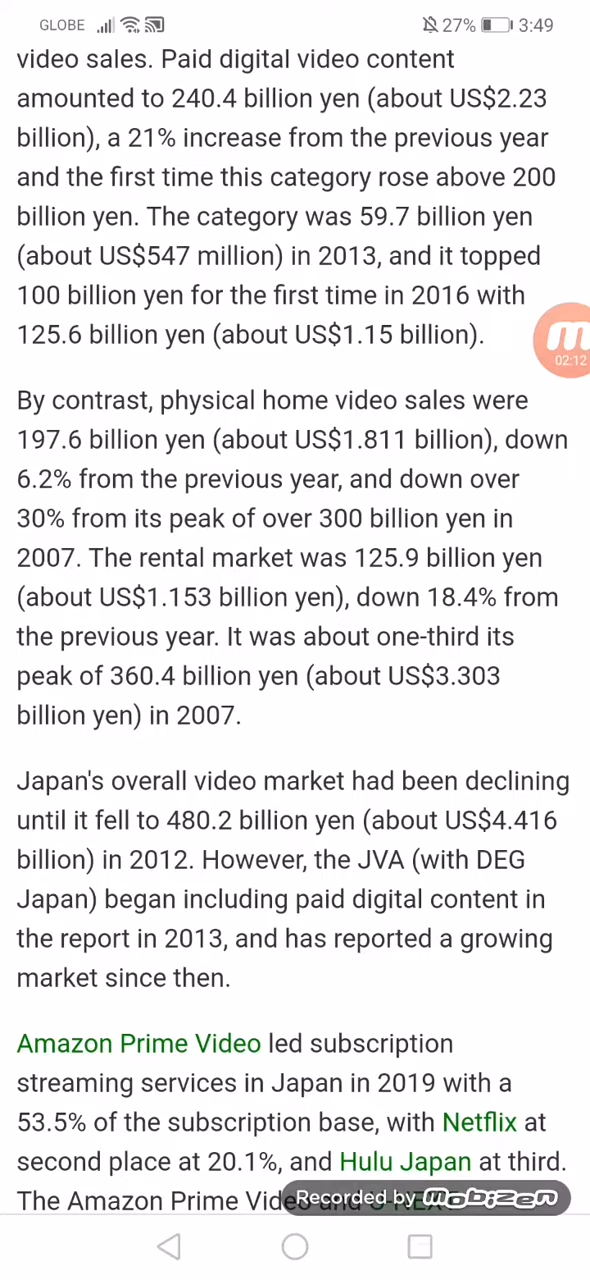 GLOBE 27% 3:49
video sales. Paid digital video content
amounted to 240.4 billion yen (about US$2.23
billion), a 21% increase from the previous year
and the first time this category rose above 200
billion yen. The category was 59.7 billion yen
(about US$547 million) in 2013, and it topped
100 billion yen for the first time in 2016 with
125.6 billion yen (about US$1.15 billion).
m
02:12
By contrast, physical home video sales were
197.6 billion yen (about US$1.811 billion), down
6.2% from the previous year, and down over
30% from its peak of over 300 billion yen in
2007. The rental market was 125.9 billion yen
(about US$1.153 billion yen), down 18.4% from
the previous year. It was about one-third its
peak of 360.4 billion yen (about US$3.303
billion yen) in 2007.
Japan's overall video market had been declining
until it fell to 480.2 billion yen (about US$4.416
billion) in 2012. However, the JVA (with DEG
Japan) began including paid digital content in
the report in 2013, and has reported a growing
market since then.
Amazon Prime Video led subscription
streaming services in Japan in 2019 with a
53.5% of the subscription base, with Netflix at
second place at 20.1%, and Hulu Japan at third.
The Amazon Prime Video and
Recorded by Mobizen